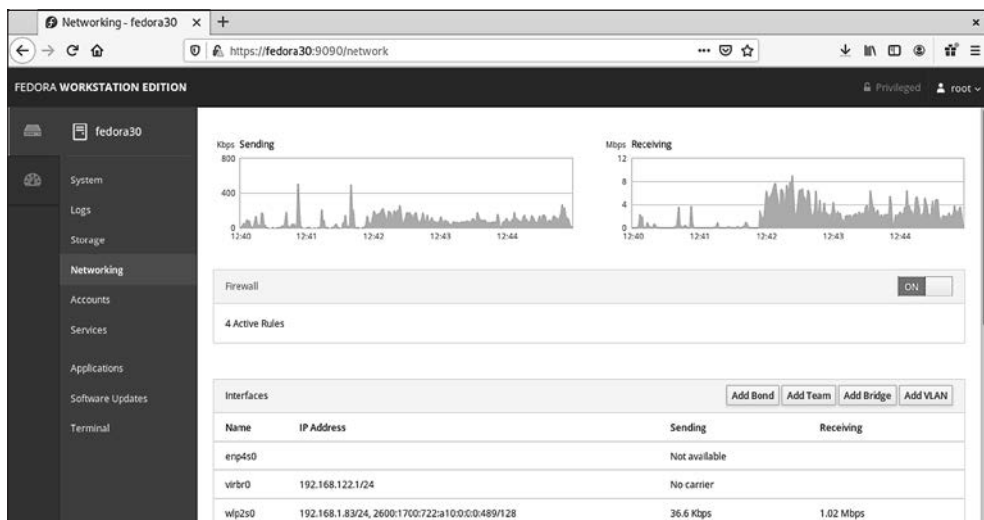 Networking - fedora30
https://fedora30:9090/network
FEDORA WORKSTATION EDITION
Privileged
root
fedora30
System
Logs
Storage
Networking
Accounts
Services
Applications
Software Updates
Terminal
Kbps Sending
800
400
0
12:40 12:41 12:42 12:43 12:44
Mbps Receiving
12
8
4
0
12:40 12:41 12:42 12:43 12:44
Firewall
ON
4 Active Rules
Interfaces
Add Bond Add Team Add Bridge Add VLAN
Name IP Address Sending Receiving
enp4s0 Not available
virbr0 192.168.122.1/24 No carrier
wlp2s0 192.168.1.83/24, 2600:1700:722:a10:0:0:0:489/128 36.6 Kbps 1.02 Mbps